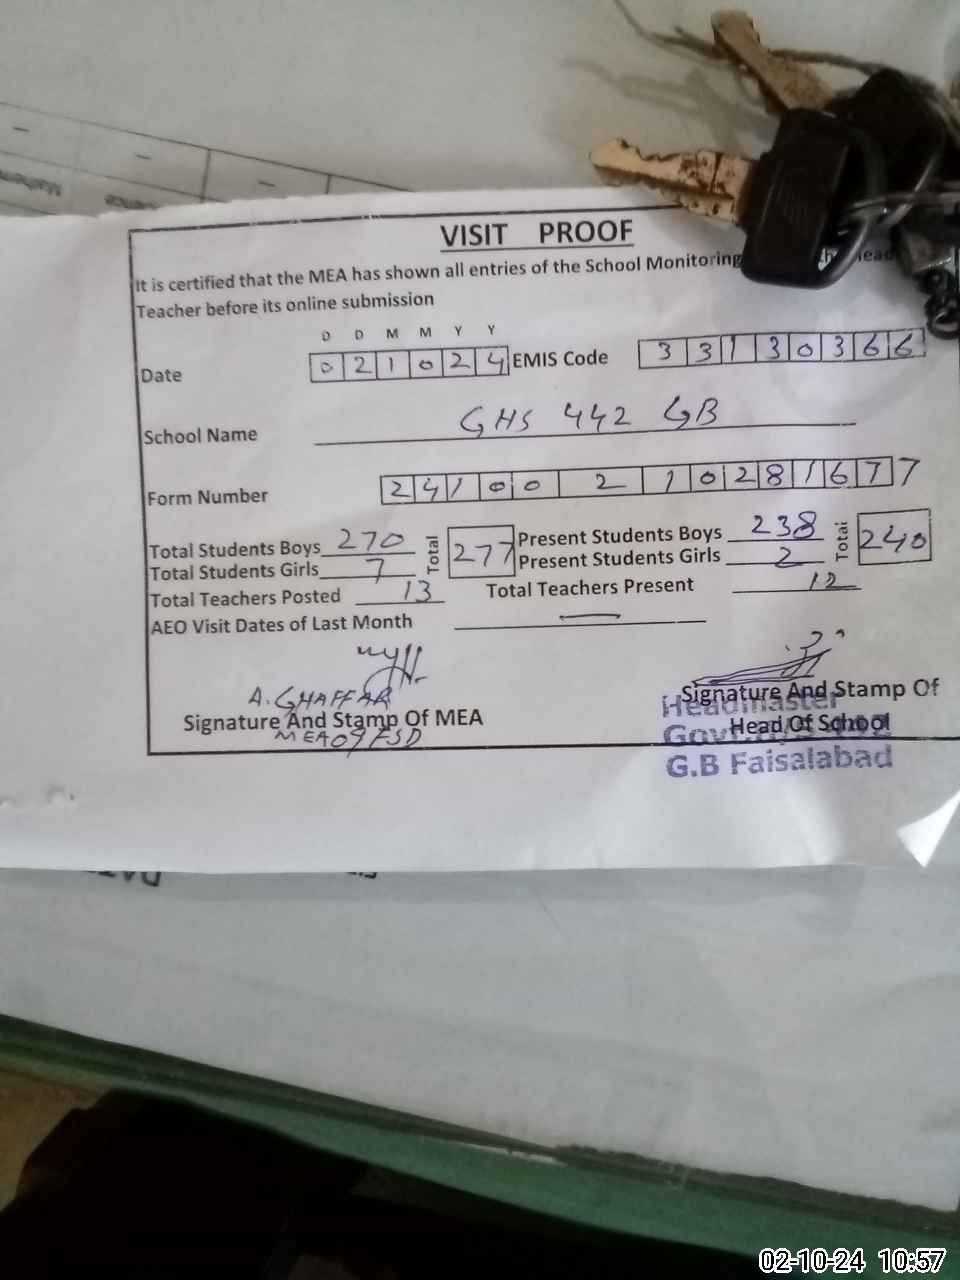 VISIT PROOF
It is certified that the MEA has shown all entries of the School Monitoring Head
Teacher before its online submission
D D M M Y Y
Date 0 2 1 0 2 4 EMIS Code 3 3 1 3 0 3 6 6
School Name GHS 442 GB
Form Number 2 4 1 0 0 2 1 0 2 8 1 6 7 7
Total Students Boys 270 Total 277 Present Students Boys 238 Total 240
Total Students Girls 7 Present Students Girls 2
Total Teachers Posted 13 Total Teachers Present 12
AEO Visit Dates of Last Month —
A. GHAFFAR
Signature And Stamp Of MEA
MEA 09 FSD
Signature And Stamp Of
Headmaster
Head Of School
G.B Faisalabad
02-10-24 10:57